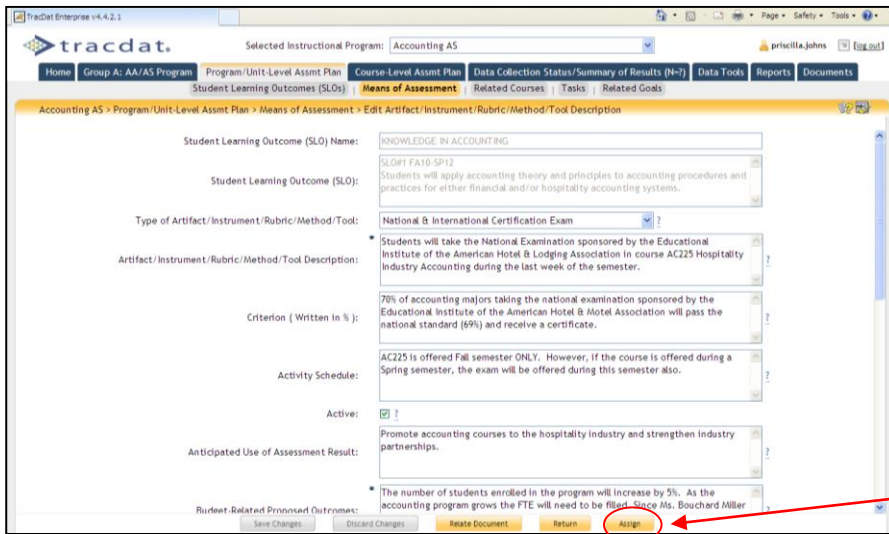 TracDat Enterprise v4.4.2.1
Page Safety Tools
tracdat.
Selected Instructional Program: Accounting AS
priscilla.johns [log out]
Home Group A: AA/AS Program Program/Unit-Level Assmt Plan Course-Level Assmt Plan Data Collection Status/Summary of Results (N=?) Data Tools Reports Documents
Student Learning Outcomes (SLOs) | Means of Assessment | Related Courses | Tasks | Related Goals
Accounting AS > Program/Unit-Level Assmt Plan > Means of Assessment > Edit Artifact/Instrument/Rubric/Method/Tool Description
Student Learning Outcome (SLO) Name: KNOWLEDGE IN ACCOUNTING
Student Learning Outcome (SLO):
SLO#1 FA10-SP12
Students will apply accounting theory and principles to accounting procedures and
practices for either financial and/or hospitality accounting systems.
Type of Artifact/Instrument/Rubric/Method/Tool: National & International Certification Exam ?
Artifact/Instrument/Rubric/Method/Tool Description: *
Students will take the National Examination sponsored by the Educational
Institute of the American Hotel & Lodging Association in course AC225 Hospitality
Industry Accounting during the last week of the semester.
?
Criterion ( Written in % ):
70% of accounting majors taking the national examination sponsored by the
Educational Institute of the American Hotel & Motel Association will pass the
national standard (69%) and receive a certificate.
?
Activity Schedule:
AC225 is offered Fall semester ONLY. However, if the course is offered during a
Spring semester, the exam will be offered during this semester also.
?
Active: ?
Anticipated Use of Assessment Result:
Promote accounting courses to the hospitality industry and strengthen industry
partnerships.
?
Budget-Related Proposed Outcomes: *
The number of students enrolled in the program will increase by 5%. As the
accounting program grows the FTE will need to be filled. Since Ms. Bouchard Miller
Save Changes Discard Changes Relate Document Return Assign